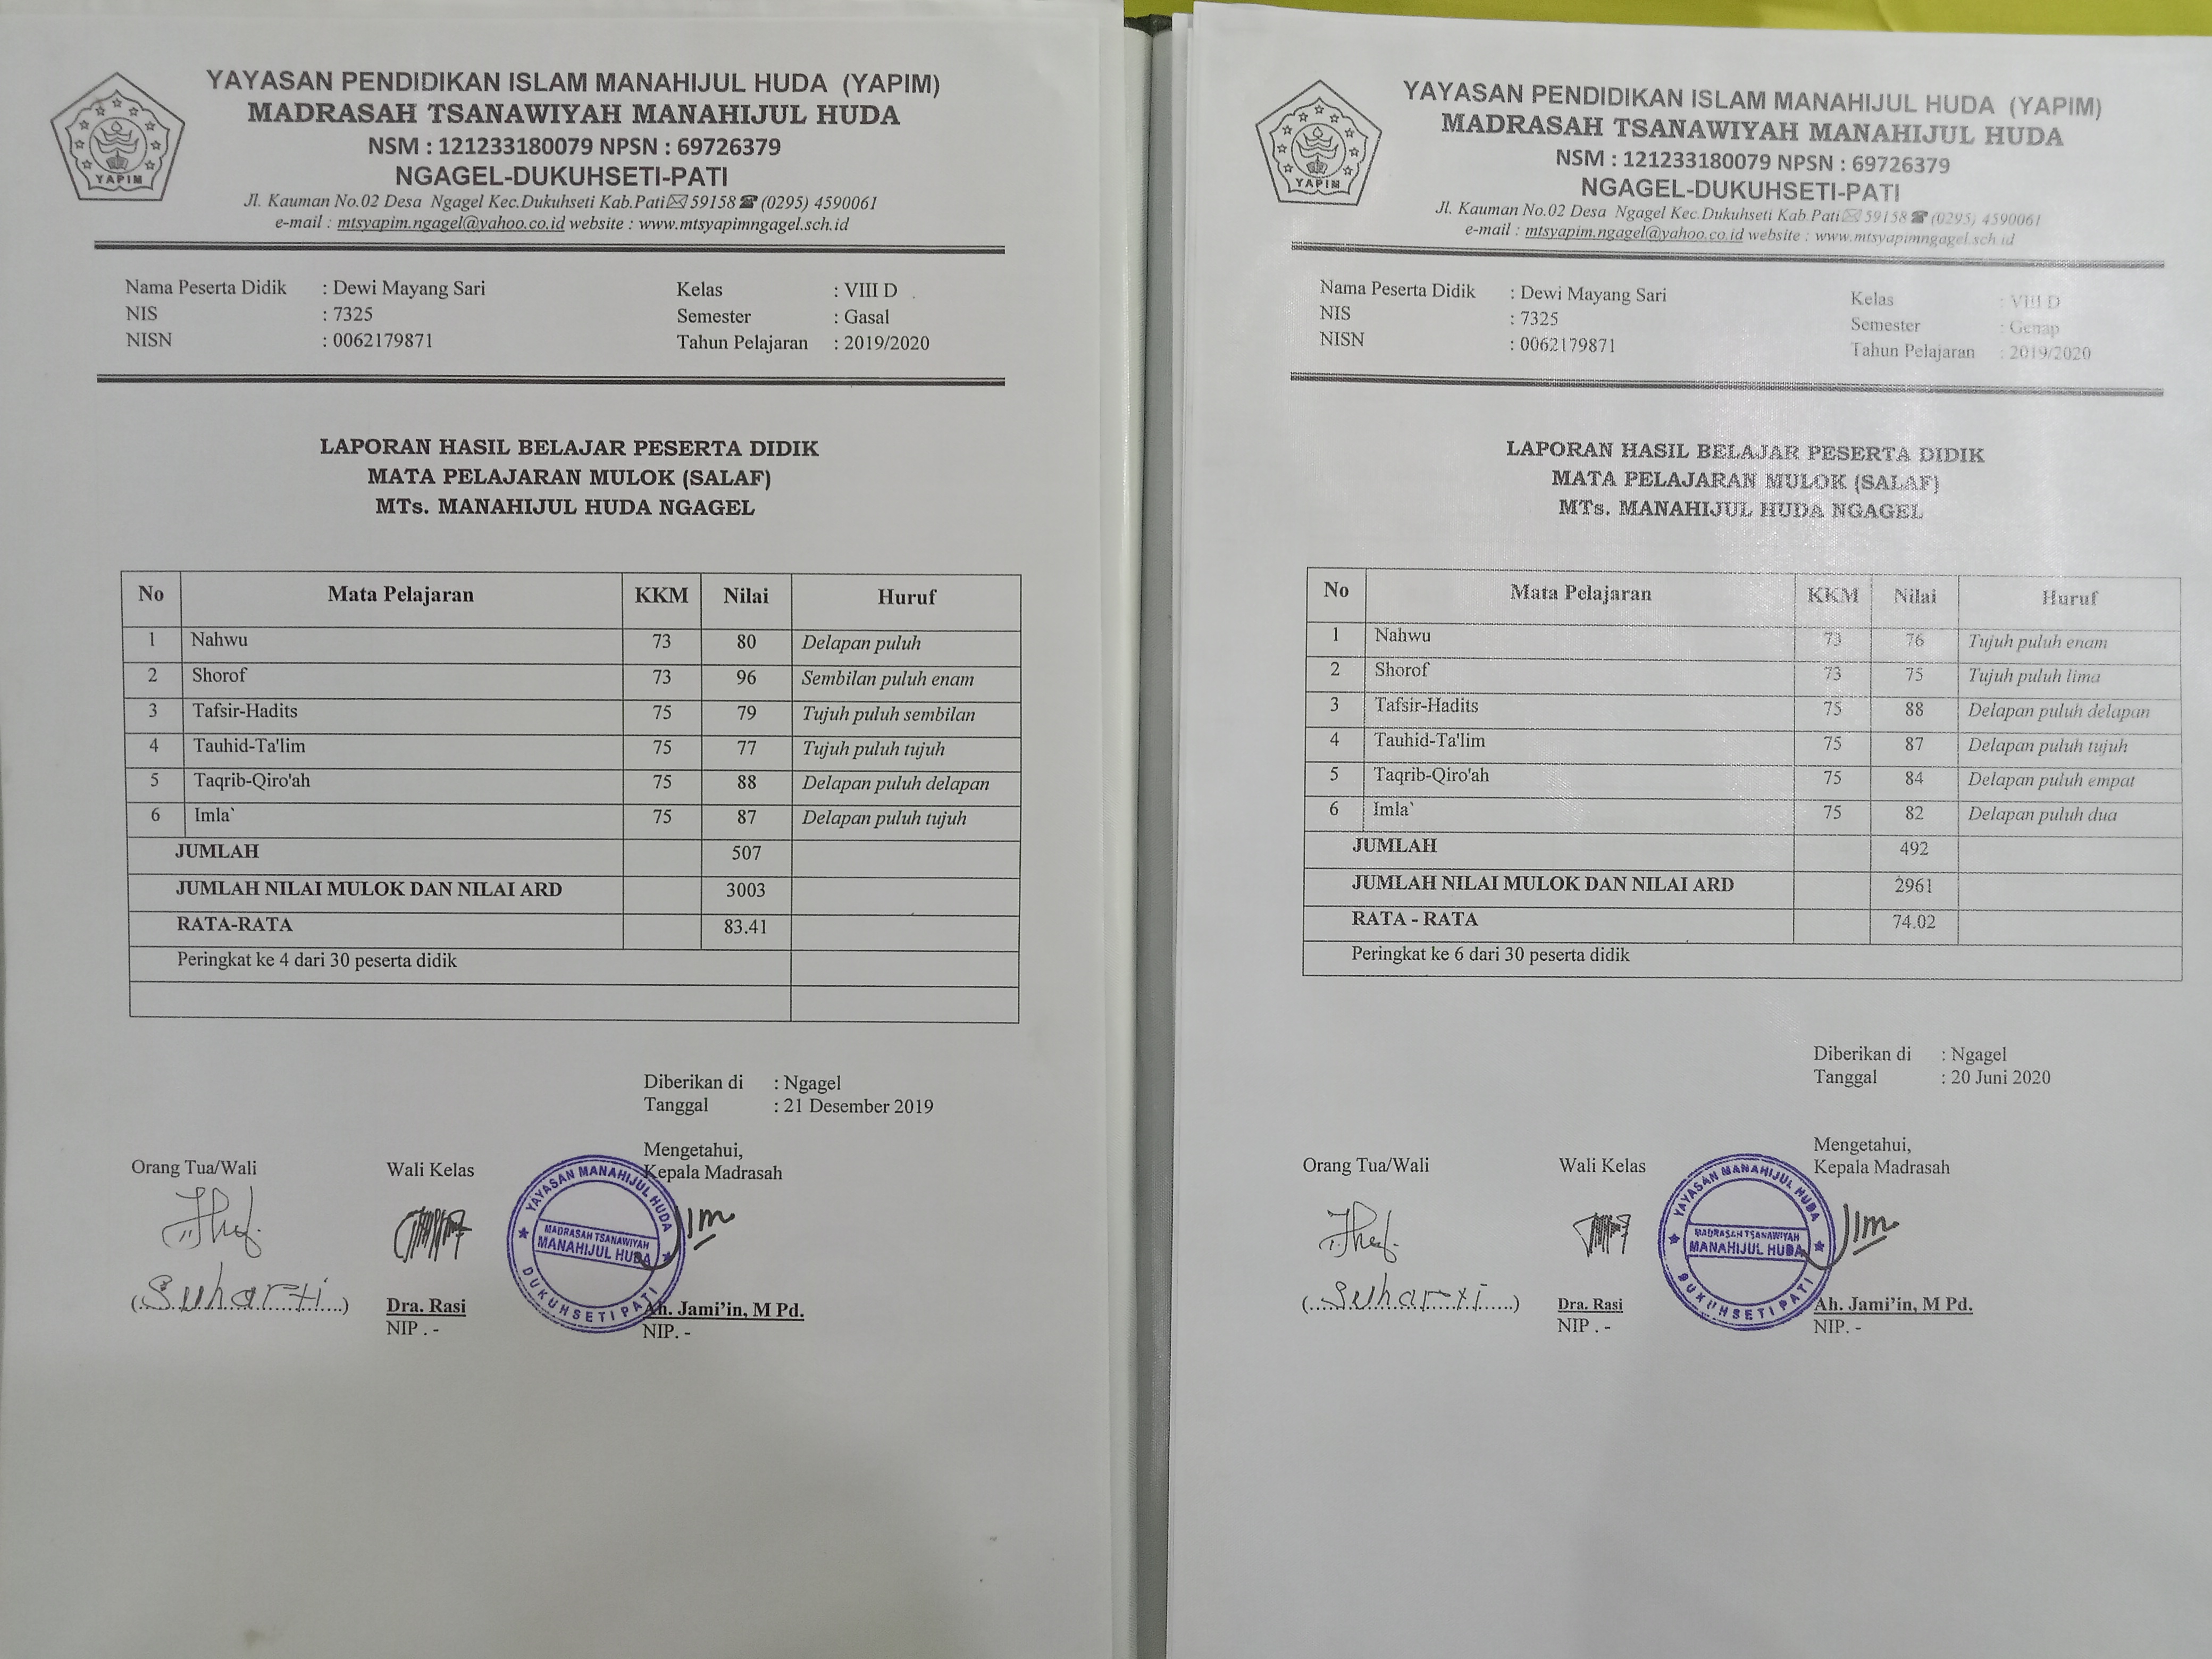 YAYASAN PENDIDIKAN ISLAM MANAHIJUL HUDA (YAPIM)
MADRASAH TSANAWIYAH MANAHIJUL HUDA
NSM : 121233180079 NPSN : 69726379
NGAGEL-DUKUHSETI-PATI
Jl. Kauman No.02 Desa Ngagel Kec.Dukuhseti Kab.Pati✉59158☎(0295) 4590061
e-mail : mtsyapim.ngagel@yahoo.co.id website : www.mtsyapimngagel.sch.id
YAPIM
Nama Peserta Didik : Dewi Mayang Sari Kelas : VIII D
NIS : 7325 Semester : Gasal
NISN : 0062179871 Tahun Pelajaran : 2019/2020
LAPORAN HASIL BELAJAR PESERTA DIDIK
MATA PELAJARAN MULOK (SALAF)
MTs. MANAHIJUL HUDA NGAGEL
No Mata Pelajaran KKM Nilai Huruf
1 Nahwu 73 80 Delapan puluh
2 Shorof 73 96 Sembilan puluh enam
3 Tafsir-Hadits 75 79 Tujuh puluh sembilan
4 Tauhid-Ta'lim 75 77 Tujuh puluh tujuh
5 Taqrib-Qiro'ah 75 88 Delapan puluh delapan
6 Imla` 75 87 Delapan puluh tujuh
JUMLAH 507
JUMLAH NILAI MULOK DAN NILAI ARD 3003
RATA-RATA 83.41
Peringkat ke 4 dari 30 peserta didik
Diberikan di : Ngagel
Tanggal : 21 Desember 2019
Mengetahui,
Orang Tua/Wali Wali Kelas Kepala Madrasah
YAYASAN MANAHIJUL HUDA
MADRASAH TSANAWIYAH
MANAHIJUL HUDA
DUKUHSETI PATI
(Suharti) Dra. Rasi Ah. Jami'in, M Pd.
NIP . - NIP. -
YAYASAN PENDIDIKAN ISLAM MANAHIJUL HUDA (YAPIM)
MADRASAH TSANAWIYAH MANAHIJUL HUDA
NSM : 121233180079 NPSN : 69726379
NGAGEL-DUKUHSETI-PATI
Jl. Kauman No.02 Desa Ngagel Kec.Dukuhseti Kab.Pati✉59158☎(0295) 4590061
e-mail : mtsyapim.ngagel@yahoo.co.id website : www.mtsyapimngagel.sch.id
YAPIM
Nama Peserta Didik : Dewi Mayang Sari Kelas : VIII D
NIS : 7325 Semester : Genap
NISN : 0062179871 Tahun Pelajaran : 2019/2020
LAPORAN HASIL BELAJAR PESERTA DIDIK
MATA PELAJARAN MULOK (SALAF)
MTs. MANAHIJUL HUDA NGAGEL
No Mata Pelajaran KKM Nilai Huruf
1 Nahwu 73 76 Tujuh puluh enam
2 Shorof 73 75 Tujuh puluh lima
3 Tafsir-Hadits 75 88 Delapan puluh delapan
4 Tauhid-Ta'lim 75 87 Delapan puluh tujuh
5 Taqrib-Qiro'ah 75 84 Delapan puluh empat
6 Imla` 75 82 Delapan puluh dua
JUMLAH 492
JUMLAH NILAI MULOK DAN NILAI ARD 2961
RATA - RATA 74.02
Peringkat ke 6 dari 30 peserta didik
Diberikan di : Ngagel
Tanggal : 20 Juni 2020
Mengetahui,
Orang Tua/Wali Wali Kelas Kepala Madrasah
YAYASAN MANAHIJUL HUDA
MADRASAH TSANAWIYAH
MANAHIJUL HUDA
DUKUHSETI PATI
(Suharti) Dra. Rasi Ah. Jami'in, M Pd.
NIP . - NIP. -